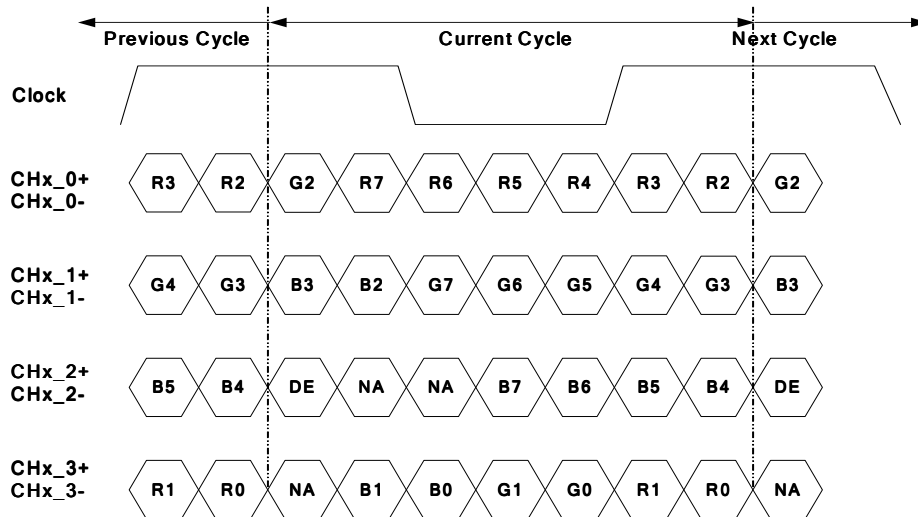 Previous Cycle Current Cycle Next Cycle
Clock
CHx_0+
CHx_0-
R3 R2 G2 R7 R6 R5 R4 R3 R2 G2
CHx_1+
CHx_1-
G4 G3 B3 B2 G7 G6 G5 G4 G3 B3
CHx_2+
CHx_2-
B5 B4 DE NA NA B7 B6 B5 B4 DE
CHx_3+
CHx_3-
R1 R0 NA B1 B0 G1 G0 R1 R0 NA